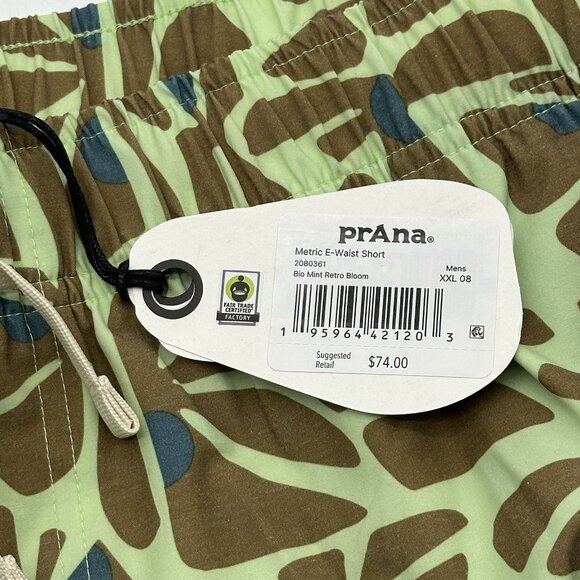 prAna®
Metric E-Waist Short
2080361
Bio Mint Retro Bloom
Mens
XXL 08
FAIR TRADE
CERTIFIED™
FACTORY
1 95964 42120 3
Suggested
Retail
$74.00